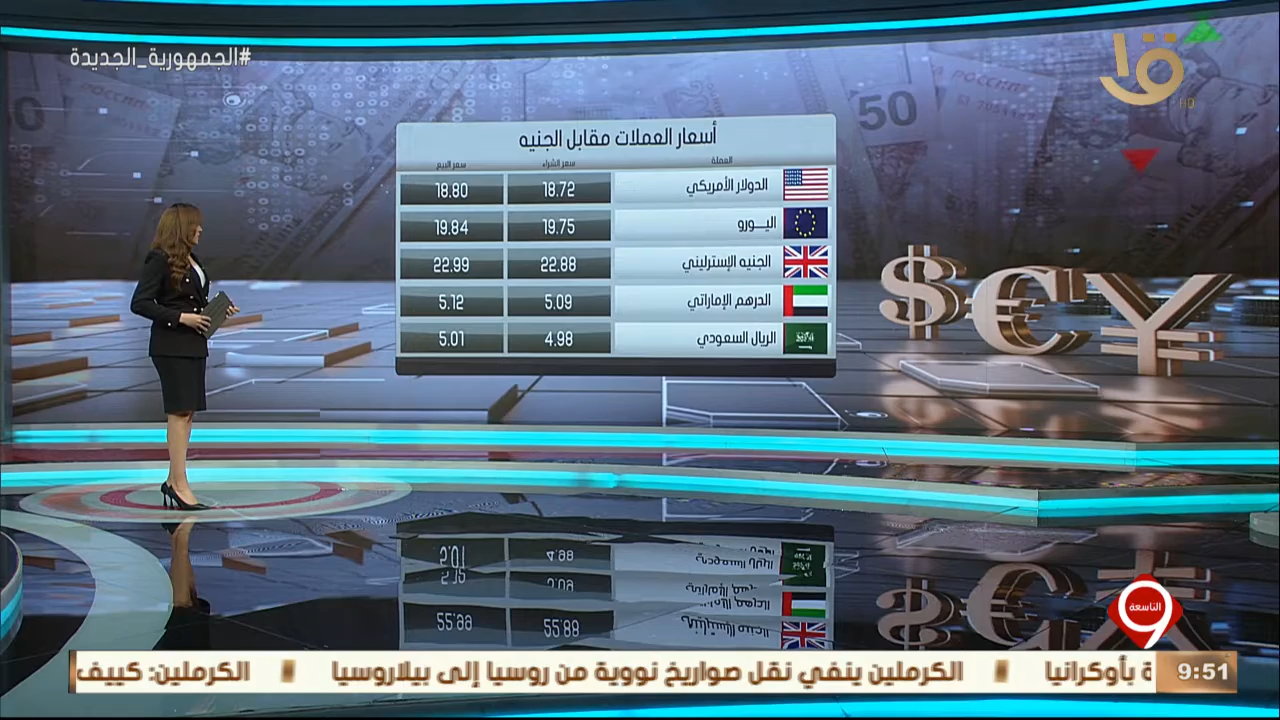 #الجمهورية_الجديدة
HD
50
أسعار العملات مقابل الجنيه
العملة سعر الشراء سعر البيع
الدولار الأمريكي 18.72 18.80
اليـــورو 19.75 19.84
الجنيه الإسترليني 22.88 22.99
الدرهم الإماراتي 5.09 5.12
الريال السعودي 4.98 5.01
$ € ¥
التاسعة
9
9:51
ة بأوكرانيا الكرملين ينفي نقل صواريخ نووية من روسيا إلى بيلاروسيا الكرملين: كييف